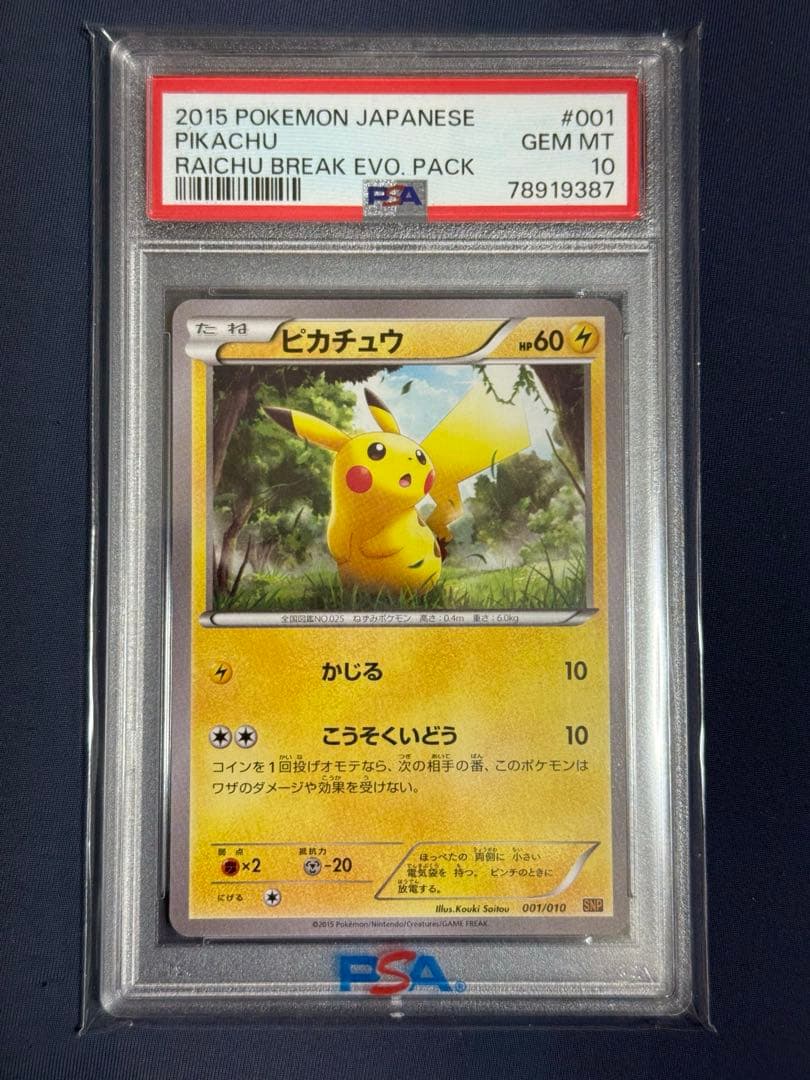 2015 POKEMON JAPANESE #001
PIKACHU GEM MT
RAICHU BREAK EVO. PACK 10
PSA 78919387
たね ピカチュウ HP60
全国図鑑NO.025 ねずみポケモン 高さ:0.4m 重さ:6.0kg
かじる 10
こうそくいどう 10
コインを1回投げオモテなら、次の相手の番、このポケモンは
ワザのダメージや効果を受けない。
弱点 抵抗力
×2 -20
にげる
ほっぺたの 両側に 小さい
電気袋を 持つ。 ピンチのときに
放電する。
Illus.Kouki Saitou 001/010 SNP
©2015 Pokémon/Nintendo/Creatures/GAME FREAK.
PSA®